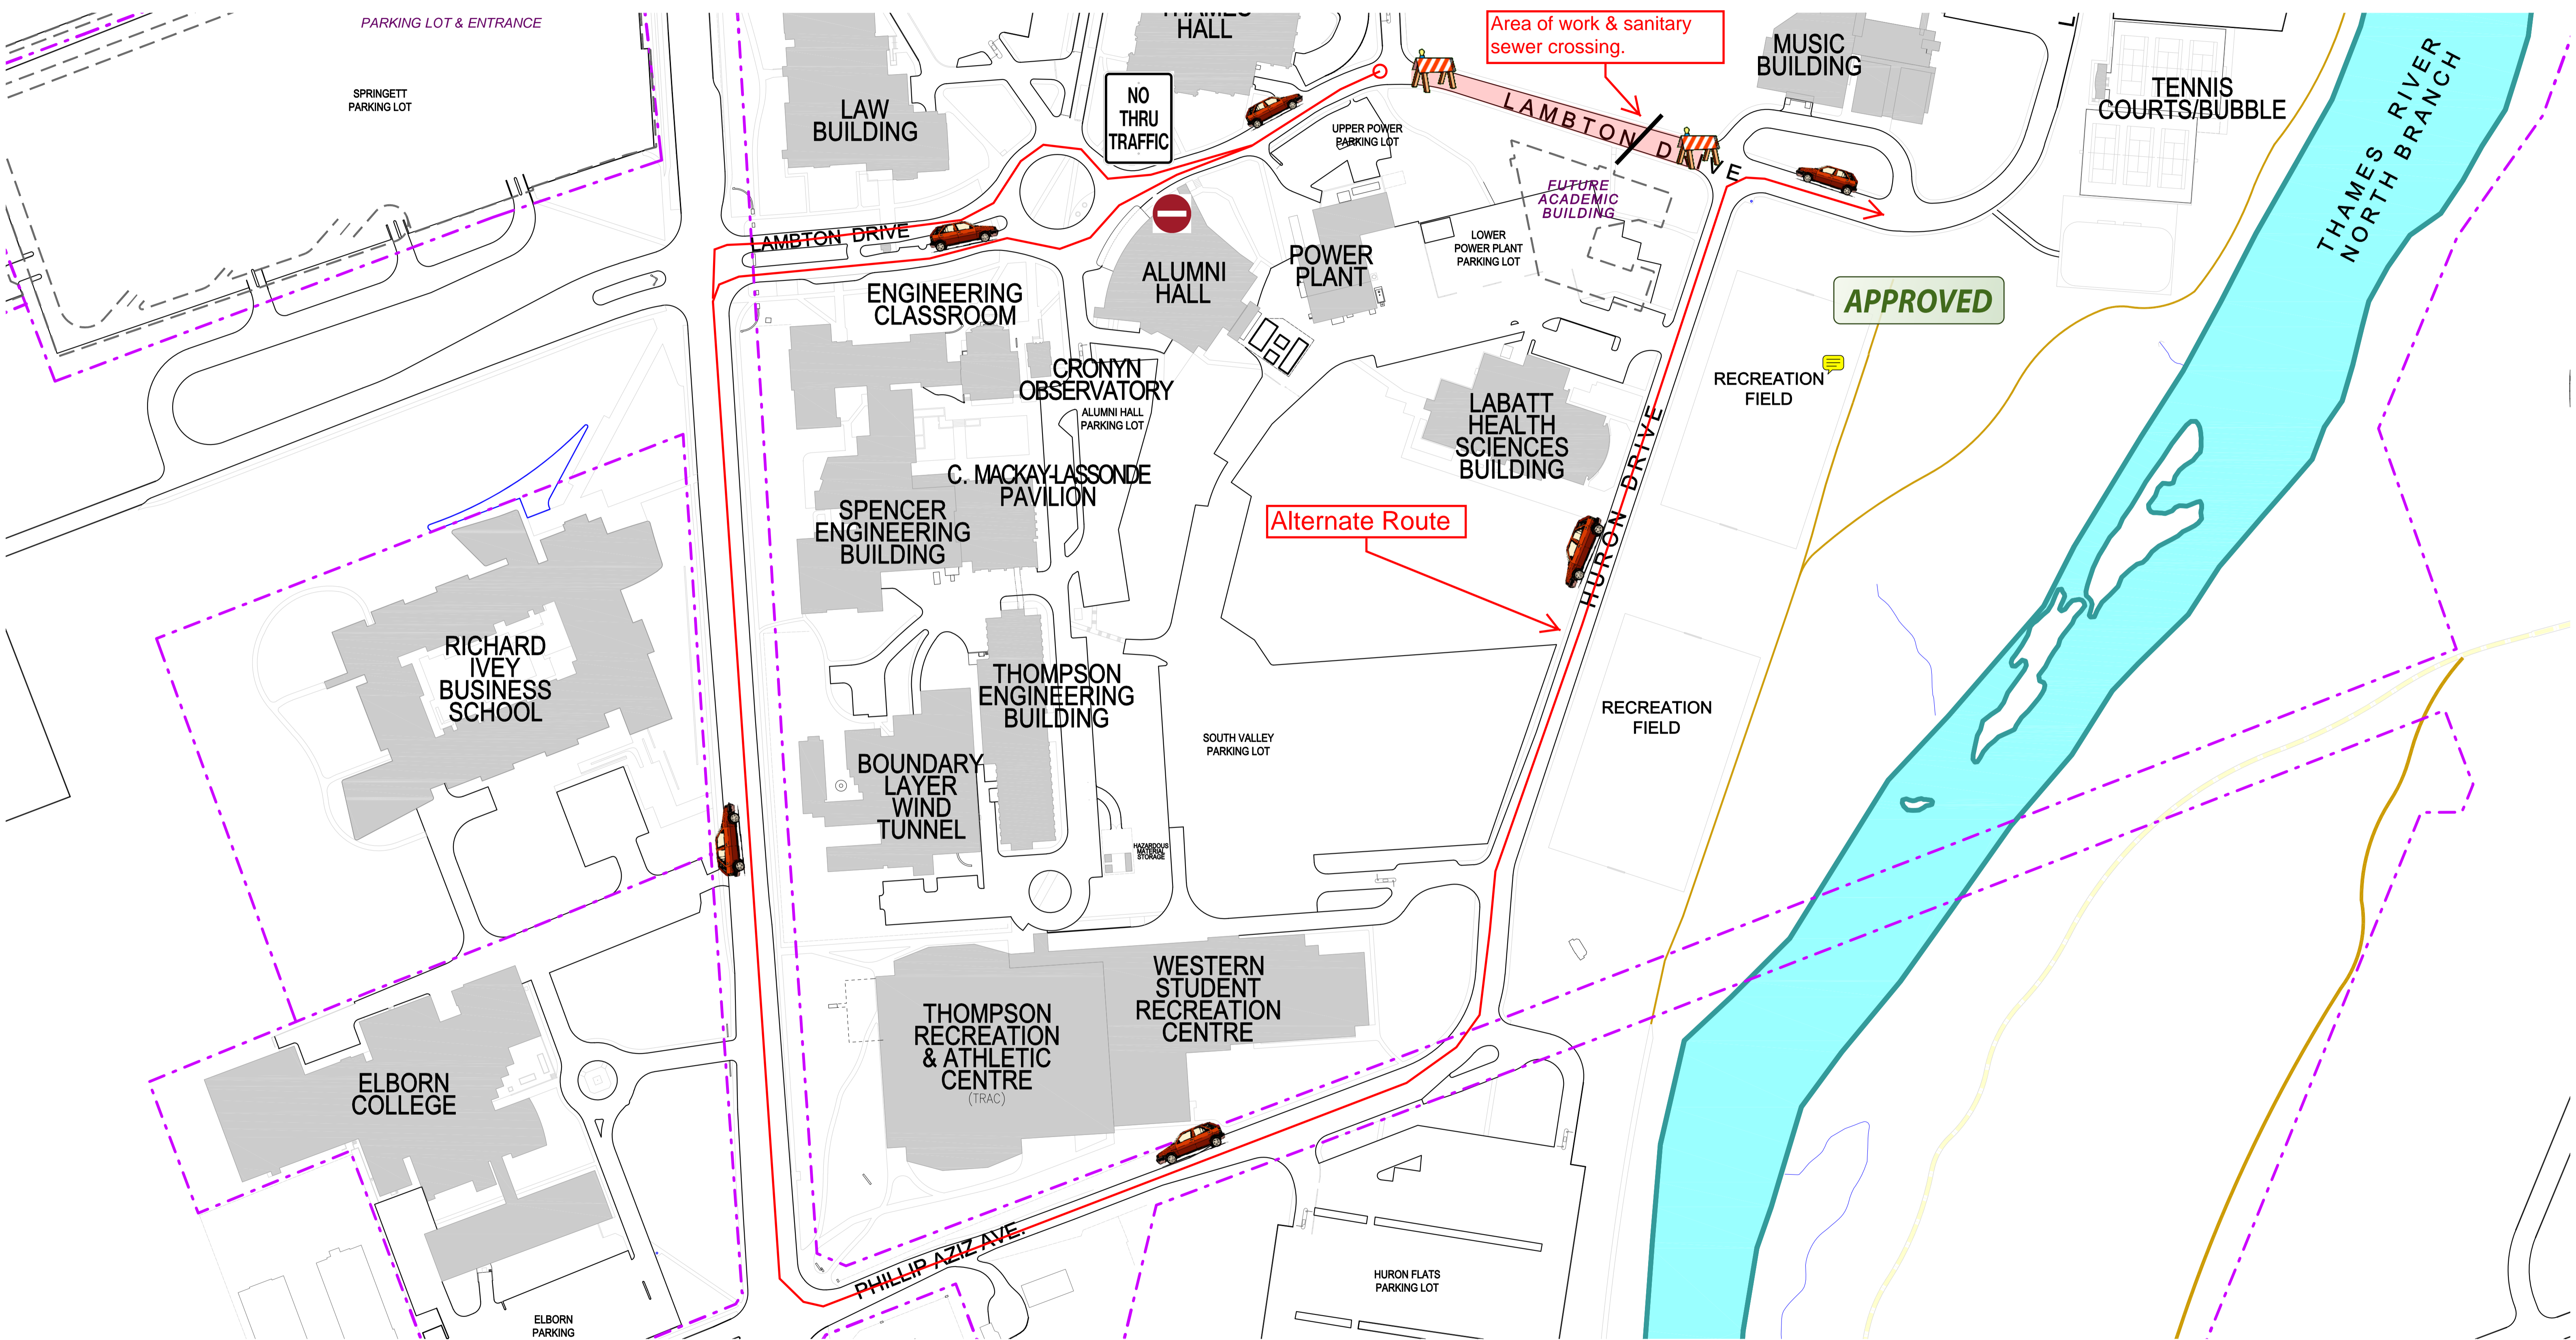 PARKING LOT & ENTRANCE
SPRINGETT
PARKING LOT
LAW
BUILDING
HALL
NO
THRU
TRAFFIC
Area of work & sanitary
sewer crossing.
MUSIC
BUILDING
TENNIS
COURTS/BUBBLE
THAMES RIVER
NORTH BRANCH
UPPER POWER
PARKING LOT
LAMBTON DRIVE
FUTURE
ACADEMIC
BUILDING
LAMBTON DRIVE
LOWER
POWER PLANT
PARKING LOT
POWER
PLANT
ALUMNI
HALL
ENGINEERING
CLASSROOM
APPROVED
CRONYN
OBSERVATORY
ALUMNI HALL
PARKING LOT
RECREATION
FIELD
LABATT
HEALTH
SCIENCES
BUILDING
HURON DRIVE
C. MACKAY-LASSONDE
PAVILION
SPENCER
ENGINEERING
BUILDING
Alternate Route
RICHARD
IVEY
BUSINESS
SCHOOL
THOMPSON
ENGINEERING
BUILDING
RECREATION
FIELD
SOUTH VALLEY
PARKING LOT
BOUNDARY
LAYER
WIND
TUNNEL
HAZARDOUS
MATERIAL
STORAGE
WESTERN
STUDENT
RECREATION
CENTRE
THOMPSON
RECREATION
& ATHLETIC
CENTRE
(TRAC)
ELBORN
COLLEGE
PHILLIP AZIZ AVE.
HURON FLATS
PARKING LOT
ELBORN
PARKING